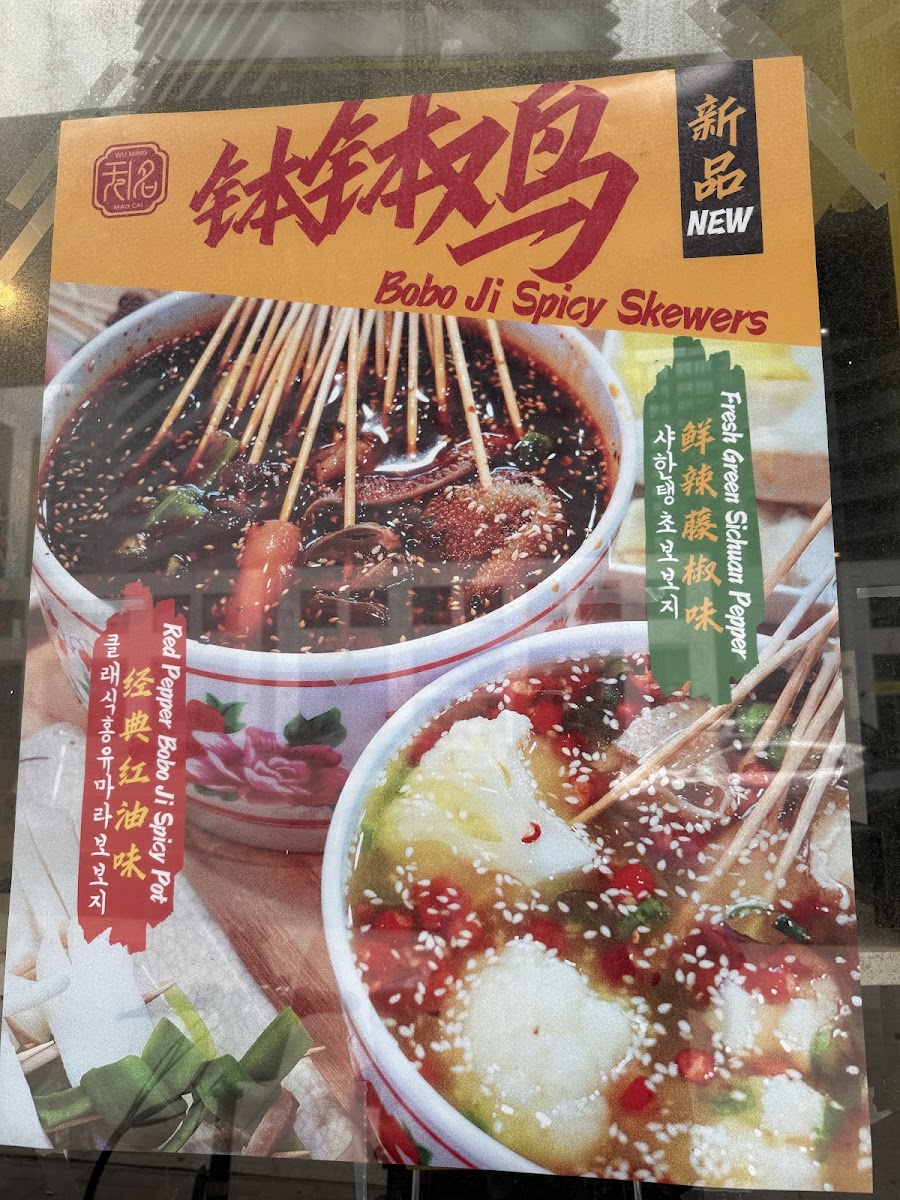 WU MING
无名
MAO CAI
钵钵鸡
新品
NEW
Bobo Ji Spicy Skewers
Fresh Green Sichuan Pepper
鲜辣藤椒味
샤한탱초보보지
Red Pepper Bobo Ji Spicy Pot
经典红油味
클래식홍유마라보보지